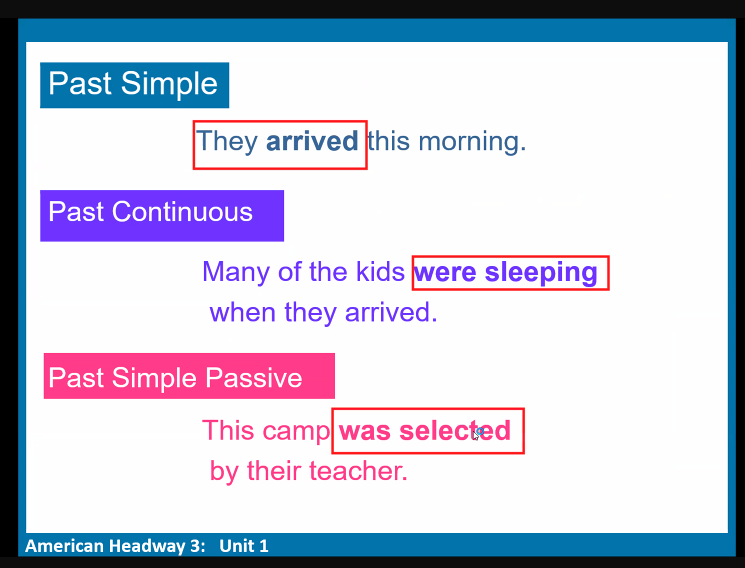 Past Simple
They arrived this morning.
Past Continuous
Many of the kids were sleeping
when they arrived.
Past Simple Passive
This camp was selected
by their teacher.
American Headway 3: Unit 1